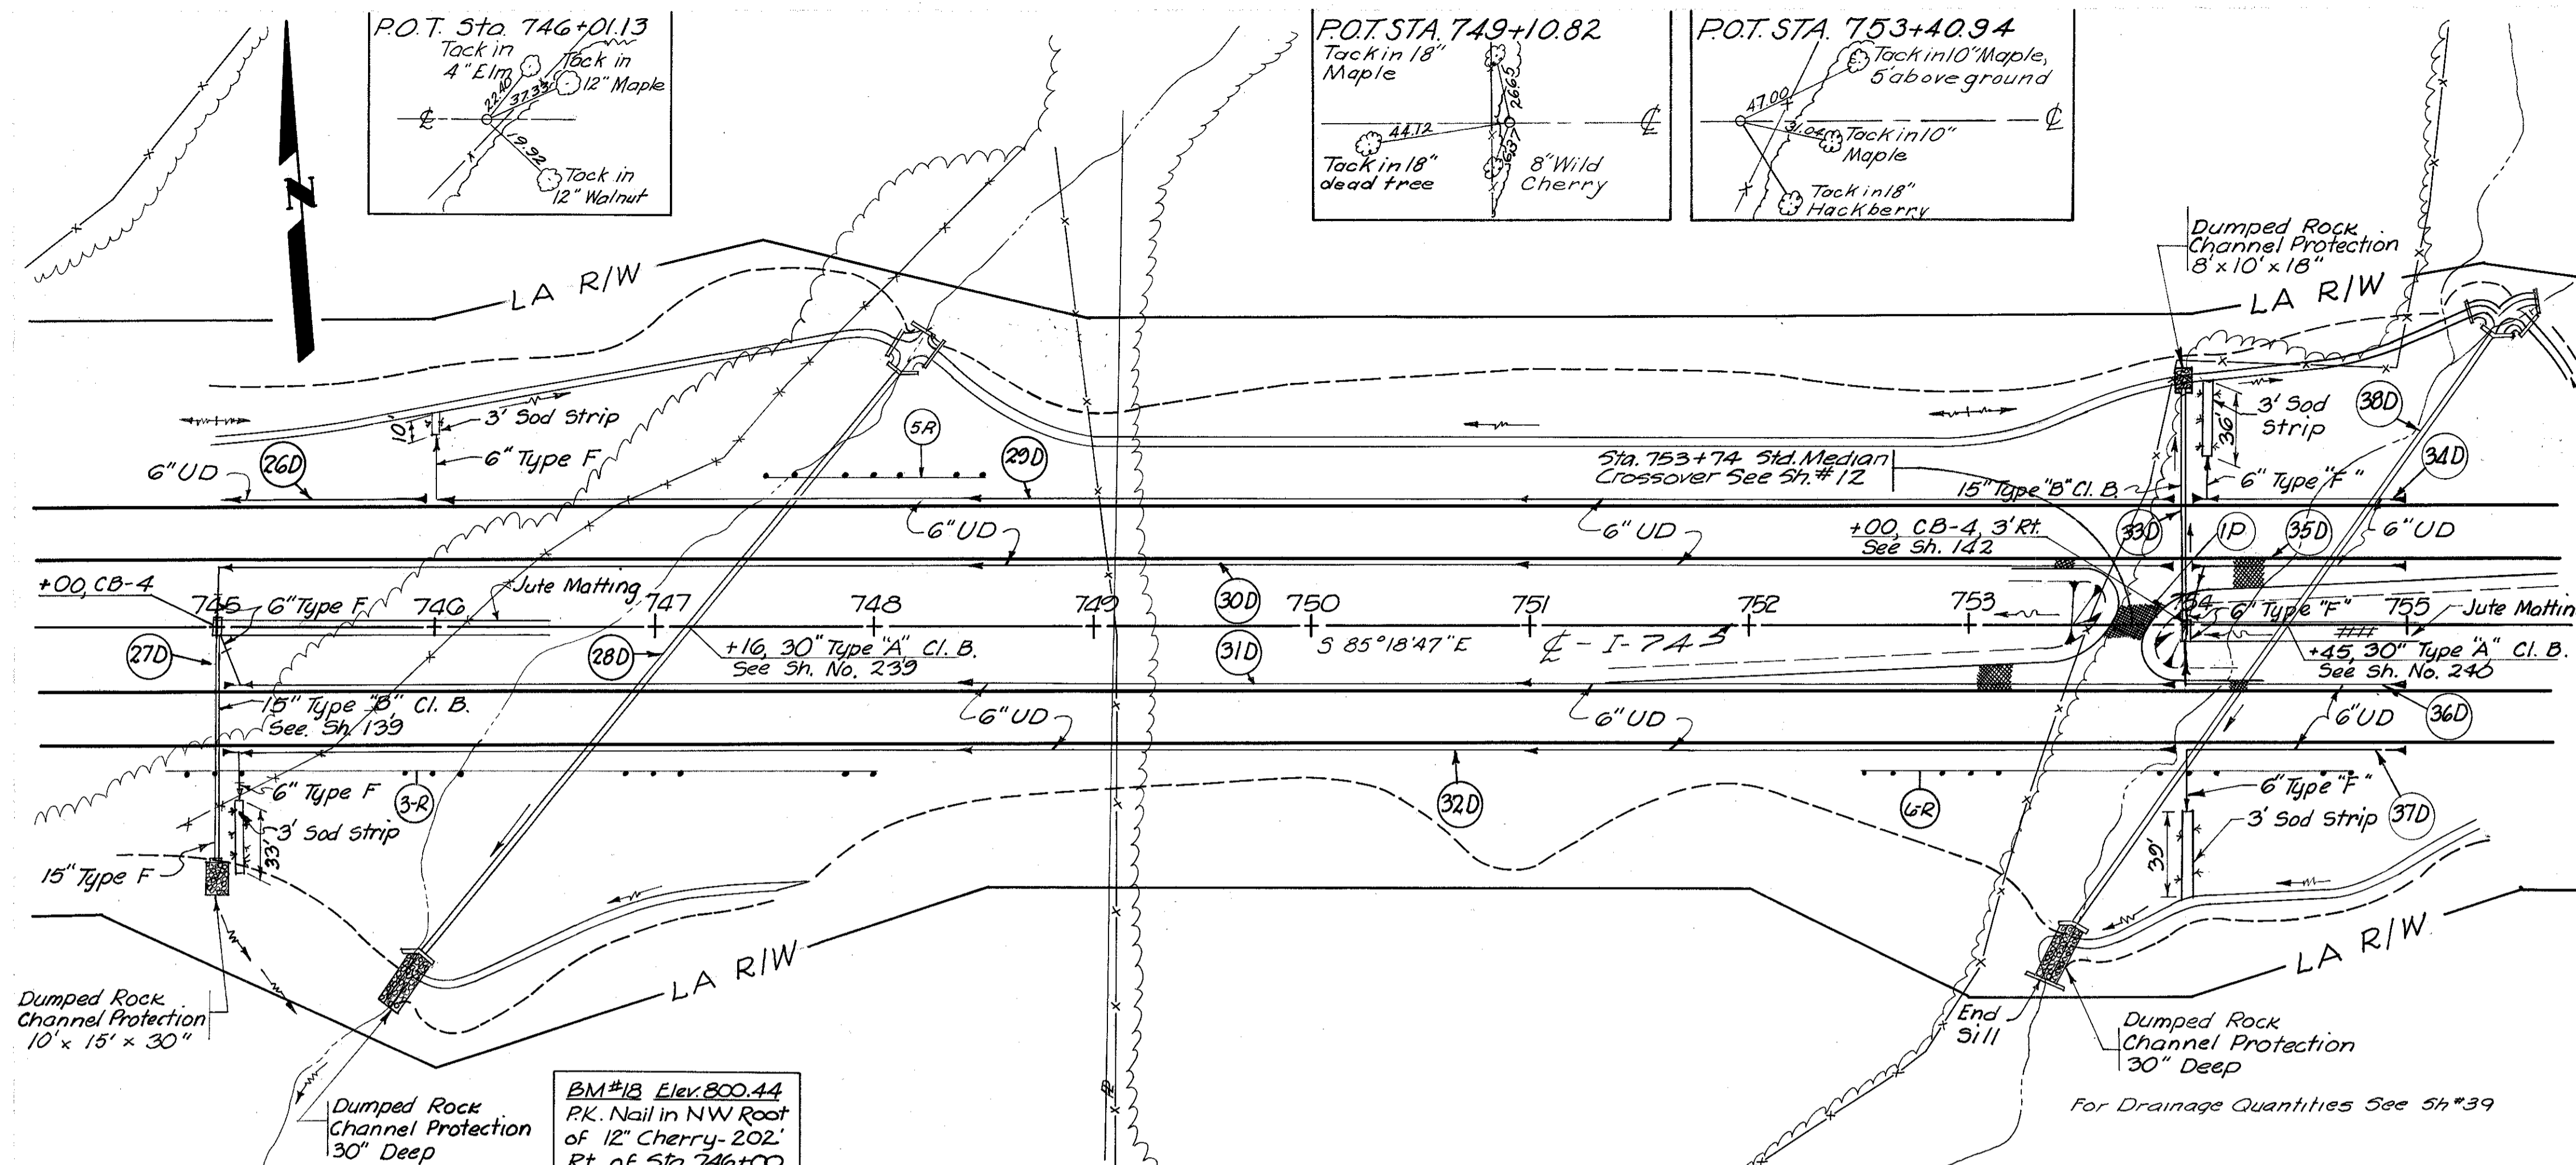 P.O.T. Sta. 746+01.13
Tack in
4" Elm
Tack in
12" Maple
22.40
37.33
℄
19.92
Tack in
12" Walnut
P.O.T. STA. 749+10.82
Tack in 18"
Maple
26.65
℄
44.12
Tack in 18"
dead tree
8" Wild
Cherry
P.O.T. STA. 753+40.94
Tack in 10" Maple,
5' above ground
47.00
℄
31.04
Tack in 10"
Maple
Tack in 18"
Hackberry
N
LA R/W
Dumped Rock
Channel Protection
8' x 10' x 18"
LA R/W
10'
3' Sod Strip
6" Type F
6" UD
26D
5R
29D
Sta. 753+74 Std. Median
Crossover See Sh. # 12
15" Type "B" Cl. B.
36'
3' Sod
Strip
38D
34D
6" Type "F"
6" UD
6" UD
+00, CB-4, 3' Rt.
See Sh. 142
33D
1P
35D
6" UD
+00, CB-4
6" Type F
Jute Matting
30D
745
746
747
748
749
750
751
752
753
754
755
6" Type "F"
27D
28D
+16, 30" Type "A" Cl. B.
See Sh. No. 239
31D
S 85°18'47" E
℄ - I-74-5
+45, 30" Type "A" Cl. B.
See Sh. No. 240
Jute Mattin
15" Type "B" Cl. B.
See Sh. 139
6" UD
6" UD
6" UD
36D
6" Type F
3-R
3' Sod Strip
33'
15" Type F
32D
6-R
6" Type "F"
3' Sod Strip
37D
39'
LA R/W
LA R/W
Dumped Rock
Channel Protection
10' x 15' x 30"
End
Sill
Dumped Rock
Channel Protection
30" Deep
Dumped Rock
Channel Protection
30" Deep
BM#18 Elev. 800.44
P.K. Nail in NW Root
of 12" Cherry - 202'
Rt. of Sta. 746+00
For Drainage Quantities See Sh#39